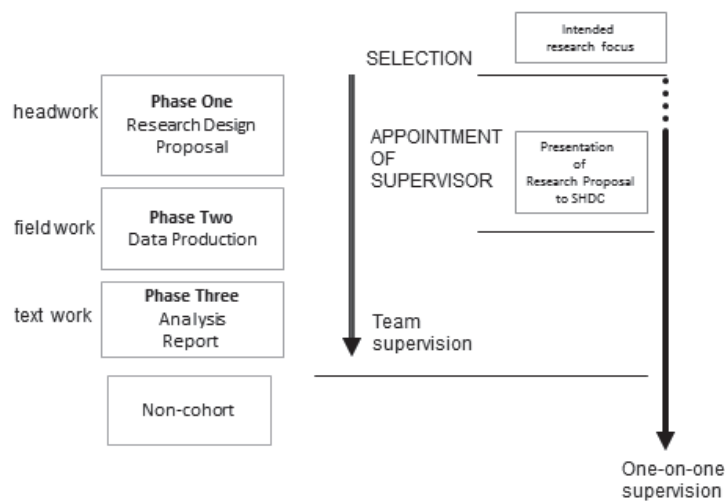 Intended
research focus
SELECTION
headwork
Phase One
Research Design
Proposal
APPOINTMENT
OF
SUPERVISOR
Presentation
of
Research Proposal
to SHDC
field work
Phase Two
Data Production
text work
Phase Three
Analysis
Report
Team
supervision
Non-cohort
One-on-one
supervision